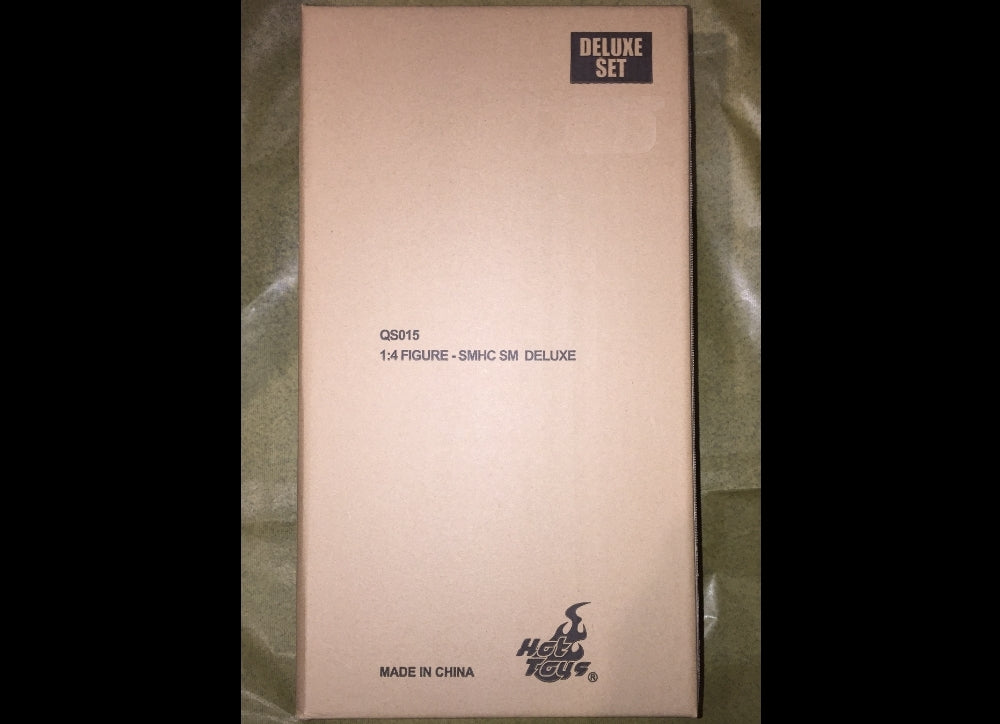 DELUXE
SET
QS015
1:4 FIGURE - SMHC SM DELUXE
MADE IN CHINA
Hot
Toys®